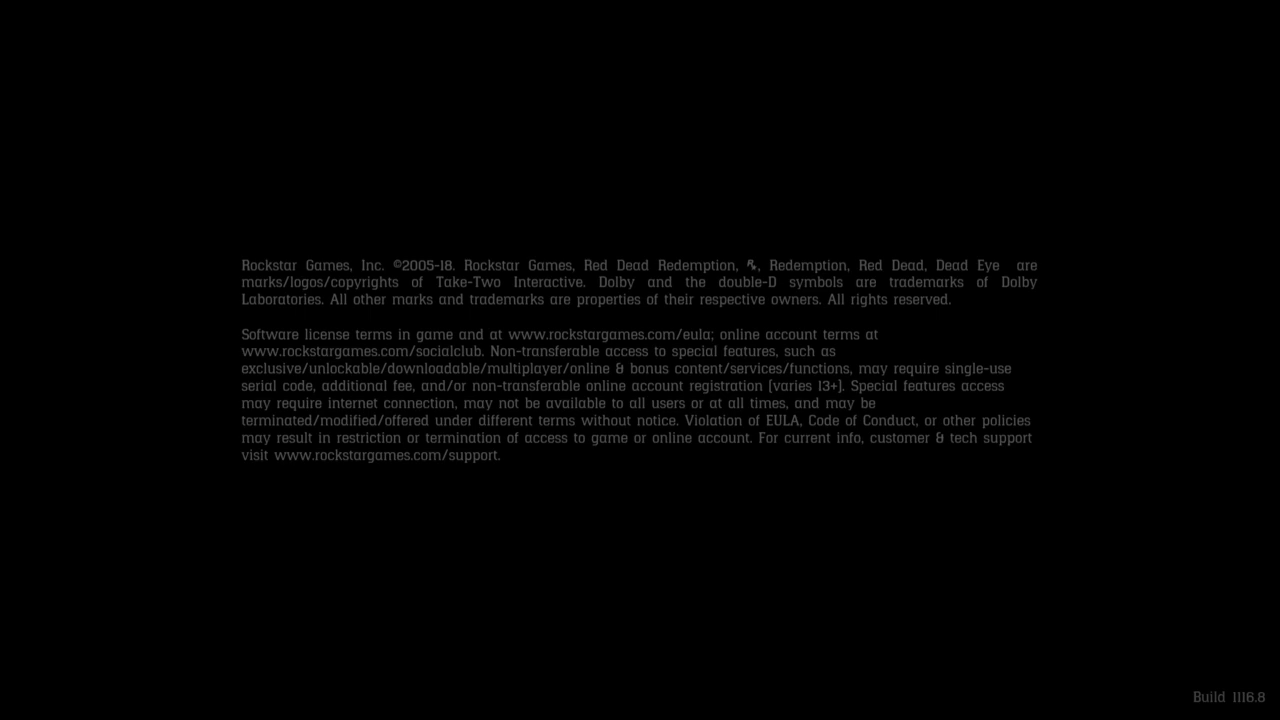 Rockstar Games, Inc. ©2005-18. Rockstar Games, Red Dead Redemption, R*, Redemption, Red Dead, Dead Eye are
marks/logos/copyrights of Take-Two Interactive. Dolby and the double-D symbols are trademarks of Dolby
Laboratories. All other marks and trademarks are properties of their respective owners. All rights reserved.
Software license terms in game and at www.rockstargames.com/eula; online account terms at
www.rockstargames.com/socialclub. Non-transferable access to special features, such as
exclusive/unlockable/downloadable/multiplayer/online & bonus content/services/functions, may require single-use
serial code, additional fee, and/or non-transferable online account registration (varies 13+). Special features access
may require internet connection, may not be available to all users or at all times, and may be
terminated/modified/offered under different terms without notice. Violation of EULA, Code of Conduct, or other policies
may result in restriction or termination of access to game or online account. For current info, customer & tech support
visit www.rockstargames.com/support.
Build 1116.8